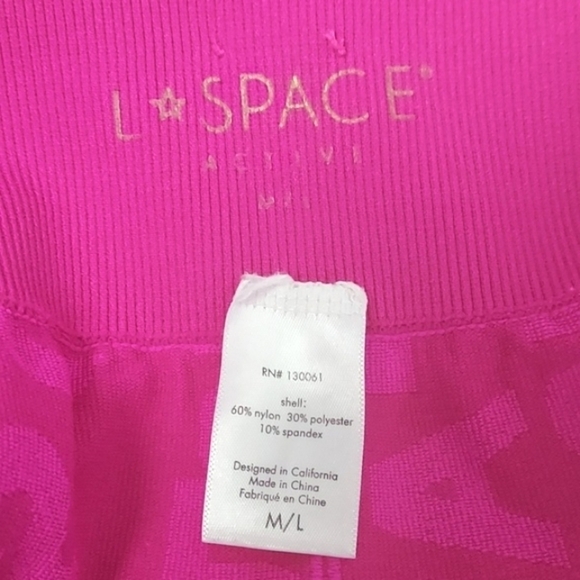 L☆SPACE®
ACTIVE
M/L
RN# 130061
shell:
60% nylon 30% polyester
10% spandex
Designed in California
Made in China
Fabriqué en Chine
M/L